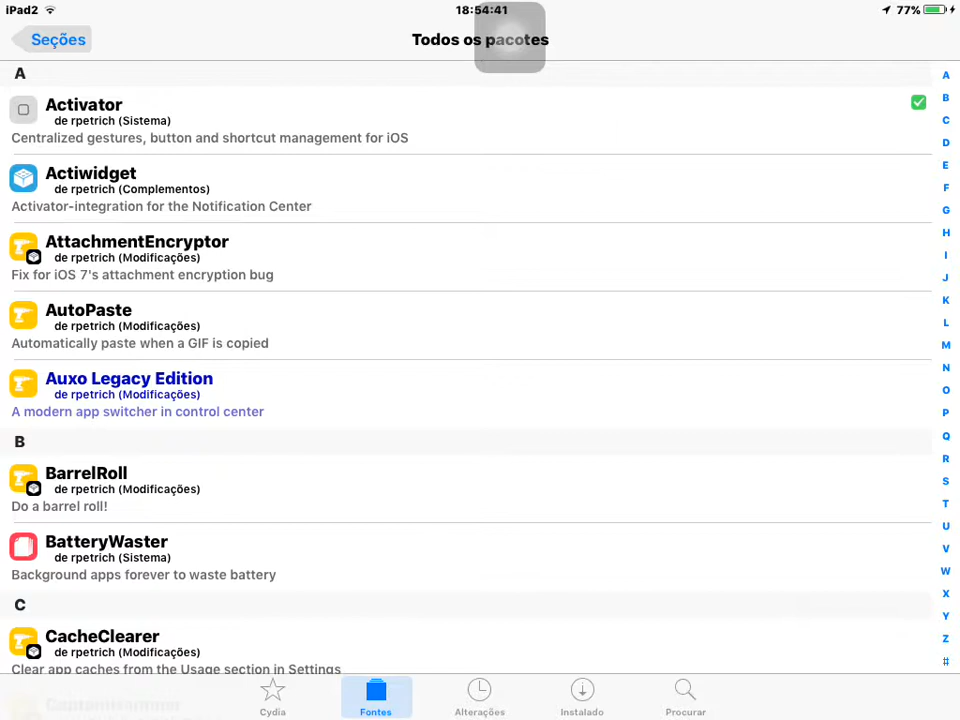 iPad2 18:54:41 77%
Seções Todos os pacotes
A
Activator
de rpetrich (Sistema)
Centralized gestures, button and shortcut management for iOS
Actiwidget
de rpetrich (Complementos)
Activator-integration for the Notification Center
AttachmentEncryptor
de rpetrich (Modificações)
Fix for iOS 7's attachment encryption bug
AutoPaste
de rpetrich (Modificações)
Automatically paste when a GIF is copied
Auxo Legacy Edition
de rpetrich (Modificações)
A modern app switcher in control center
B
BarrelRoll
de rpetrich (Modificações)
Do a barrel roll!
BatteryWaster
de rpetrich (Sistema)
Background apps forever to waste battery
C
CacheClearer
de rpetrich (Modificações)
Clear app caches from the Usage section in Settings
A
B
C
D
E
F
G
H
I
J
K
L
M
N
O
P
Q
R
S
T
U
V
W
X
Y
Z
#
Cydia Fontes Alterações Instalado Procurar